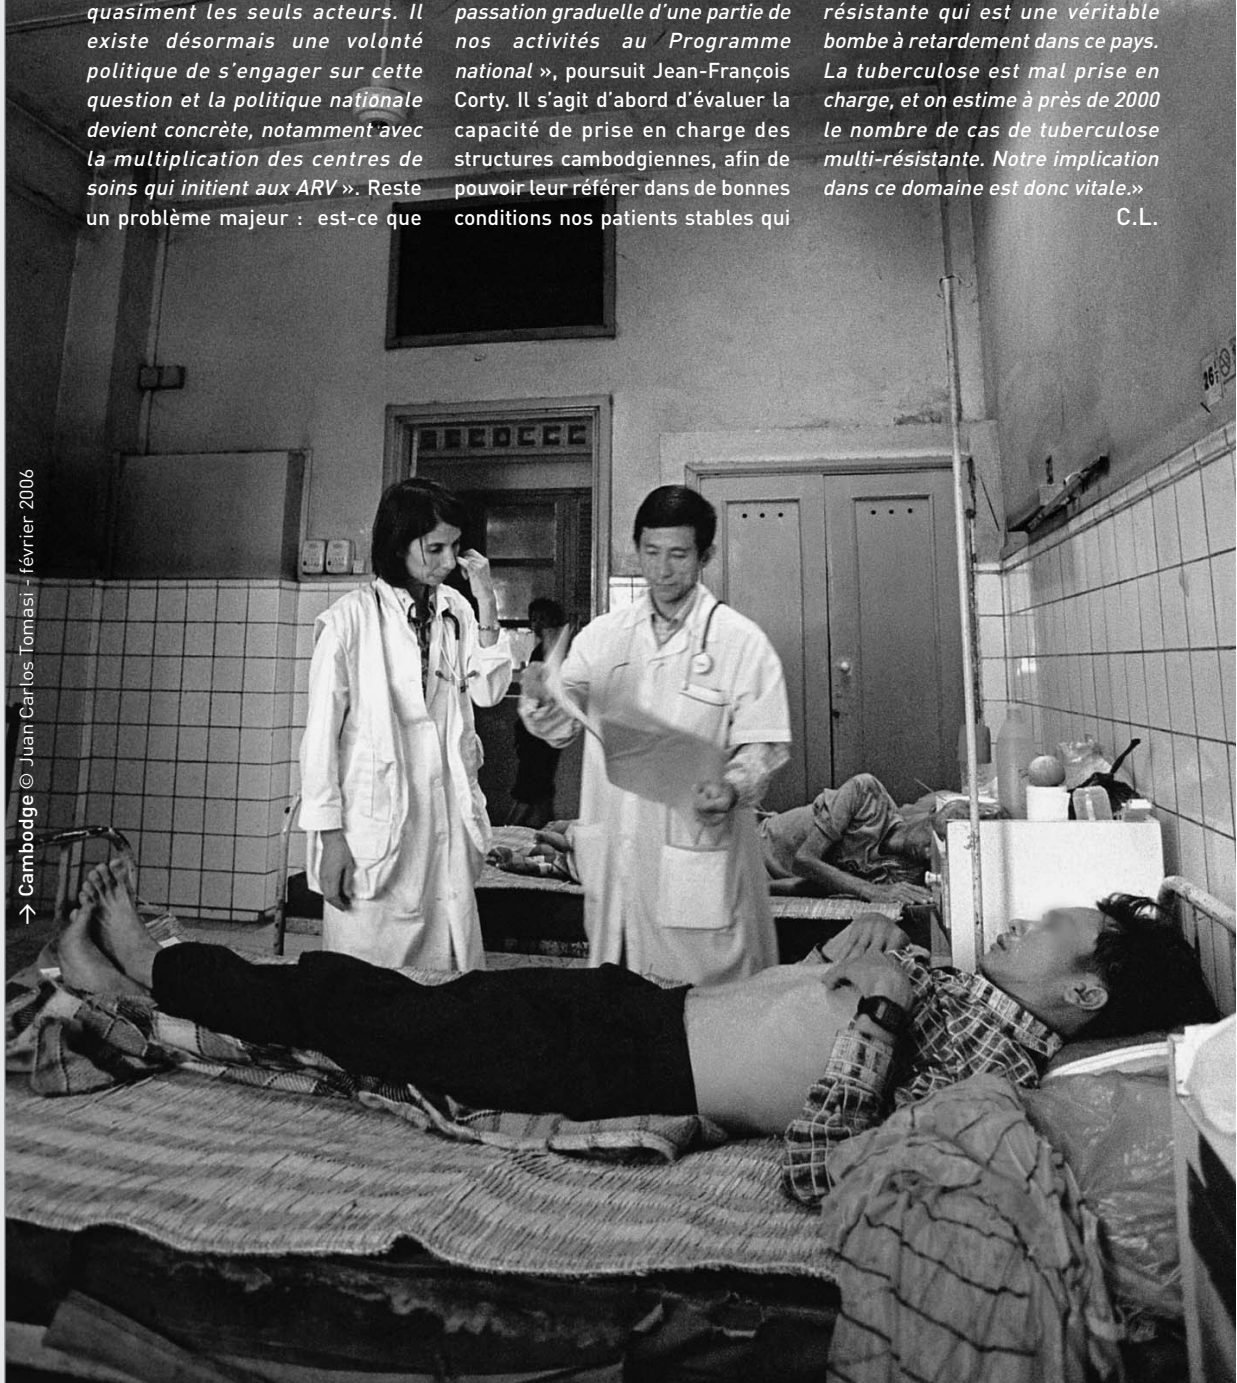 quasiment les seuls acteurs. Il
existe désormais une volonté
politique de s'engager sur cette
question et la politique nationale
devient concrète, notamment avec
la multiplication des centres de
soins qui initient aux ARV ». Reste
un problème majeur : est-ce que
passation graduelle d'une partie de
nos activités au Programme
national », poursuit Jean-François
Corty. Il s'agit d'abord d'évaluer la
capacité de prise en charge des
structures cambodgiennes, afin de
pouvoir leur référer dans de bonnes
conditions nos patients stables qui
résistante qui est une véritable
bombe à retardement dans ce pays.
La tuberculose est mal prise en
charge, et on estime à près de 2000
le nombre de cas de tuberculose
multi-résistante. Notre implication
dans ce domaine est donc vitale.»
C.L.
→ Cambodge © Juan Carlos Tomasi - février 2006